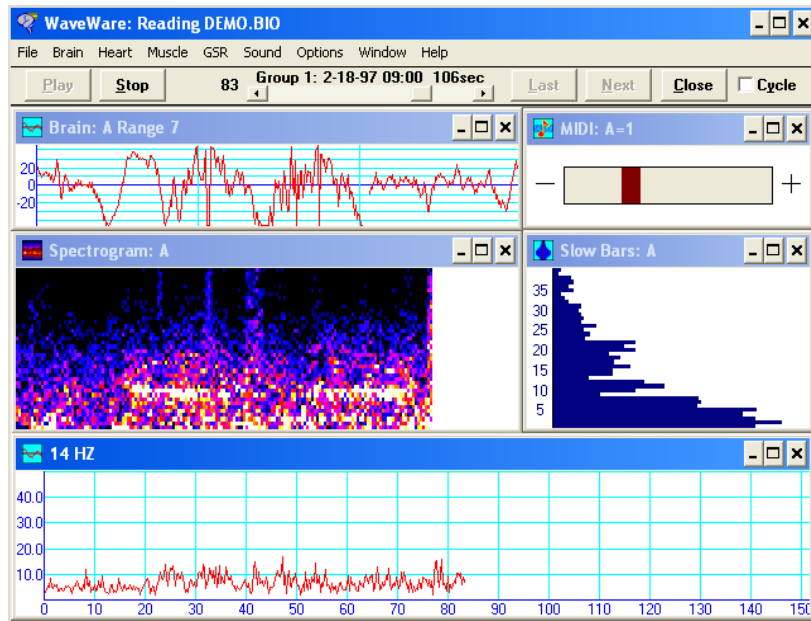 WaveWare: Reading DEMO.BIO
File Brain Heart Muscle GSR Sound Options Window Help
Play Stop 83 Group 1: 2-18-97 09:00 106sec Last Next Close Cycle
Brain: A Range 7
20
0
-20
MIDI: A=1
− +
Spectrogram: A
Slow Bars: A
35
30
25
20
15
10
5
14 HZ
40.0
30.0
20.0
10.0
0 10 20 30 40 50 60 70 80 90 100 110 120 130 140 150